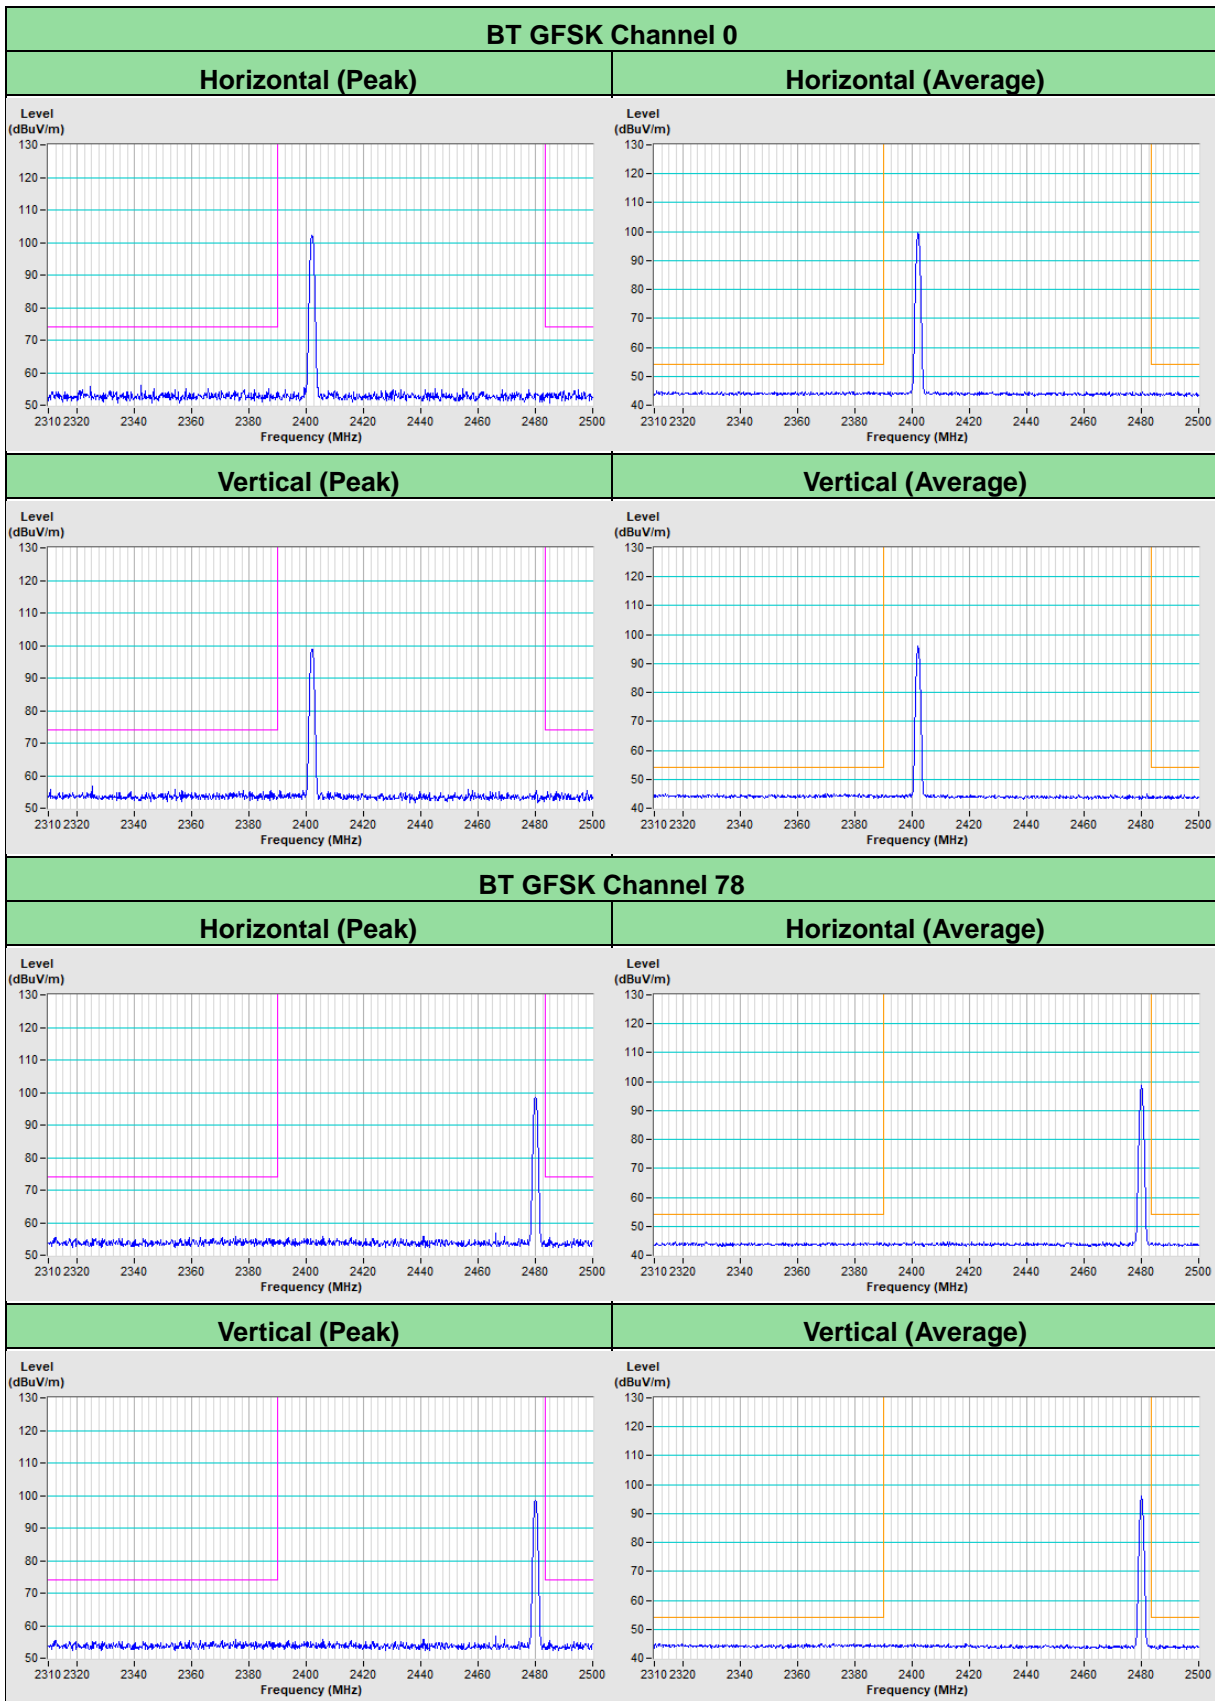 BT GFSK Channel 0
Horizontal (Peak) Horizontal (Average)
Level Level
(dBuV/m) (dBuV/m)
130 130
120 120
110 110
100 100
90 90
80 80
70 70
60 60
50 50
40
2310 2320 2340 2360 2380 2400 2420 2440 2460 2480 2500 2310 2320 2340 2360 2380 2400 2420 2440 2460 2480 2500
Frequency (MHz) Frequency (MHz)
Vertical (Peak) Vertical (Average)
Level Level
(dBuV/m) (dBuV/m)
130 130
120 120
110 110
100 100
90 90
80 80
70 70
60 60
50 50
40
2310 2320 2340 2360 2380 2400 2420 2440 2460 2480 2500 2310 2320 2340 2360 2380 2400 2420 2440 2460 2480 2500
Frequency (MHz) Frequency (MHz)
BT GFSK Channel 78
Horizontal (Peak) Horizontal (Average)
Level Level
(dBuV/m) (dBuV/m)
130 130
120 120
110 110
100 100
90 90
80 80
70 70
60 60
50 50
40
2310 2320 2340 2360 2380 2400 2420 2440 2460 2480 2500 2310 2320 2340 2360 2380 2400 2420 2440 2460 2480 2500
Frequency (MHz) Frequency (MHz)
Vertical (Peak) Vertical (Average)
Level Level
(dBuV/m) (dBuV/m)
130 130
120 120
110 110
100 100
90 90
80 80
70 70
60 60
50 50
40
2310 2320 2340 2360 2380 2400 2420 2440 2460 2480 2500 2310 2320 2340 2360 2380 2400 2420 2440 2460 2480 2500
Frequency (MHz) Frequency (MHz)